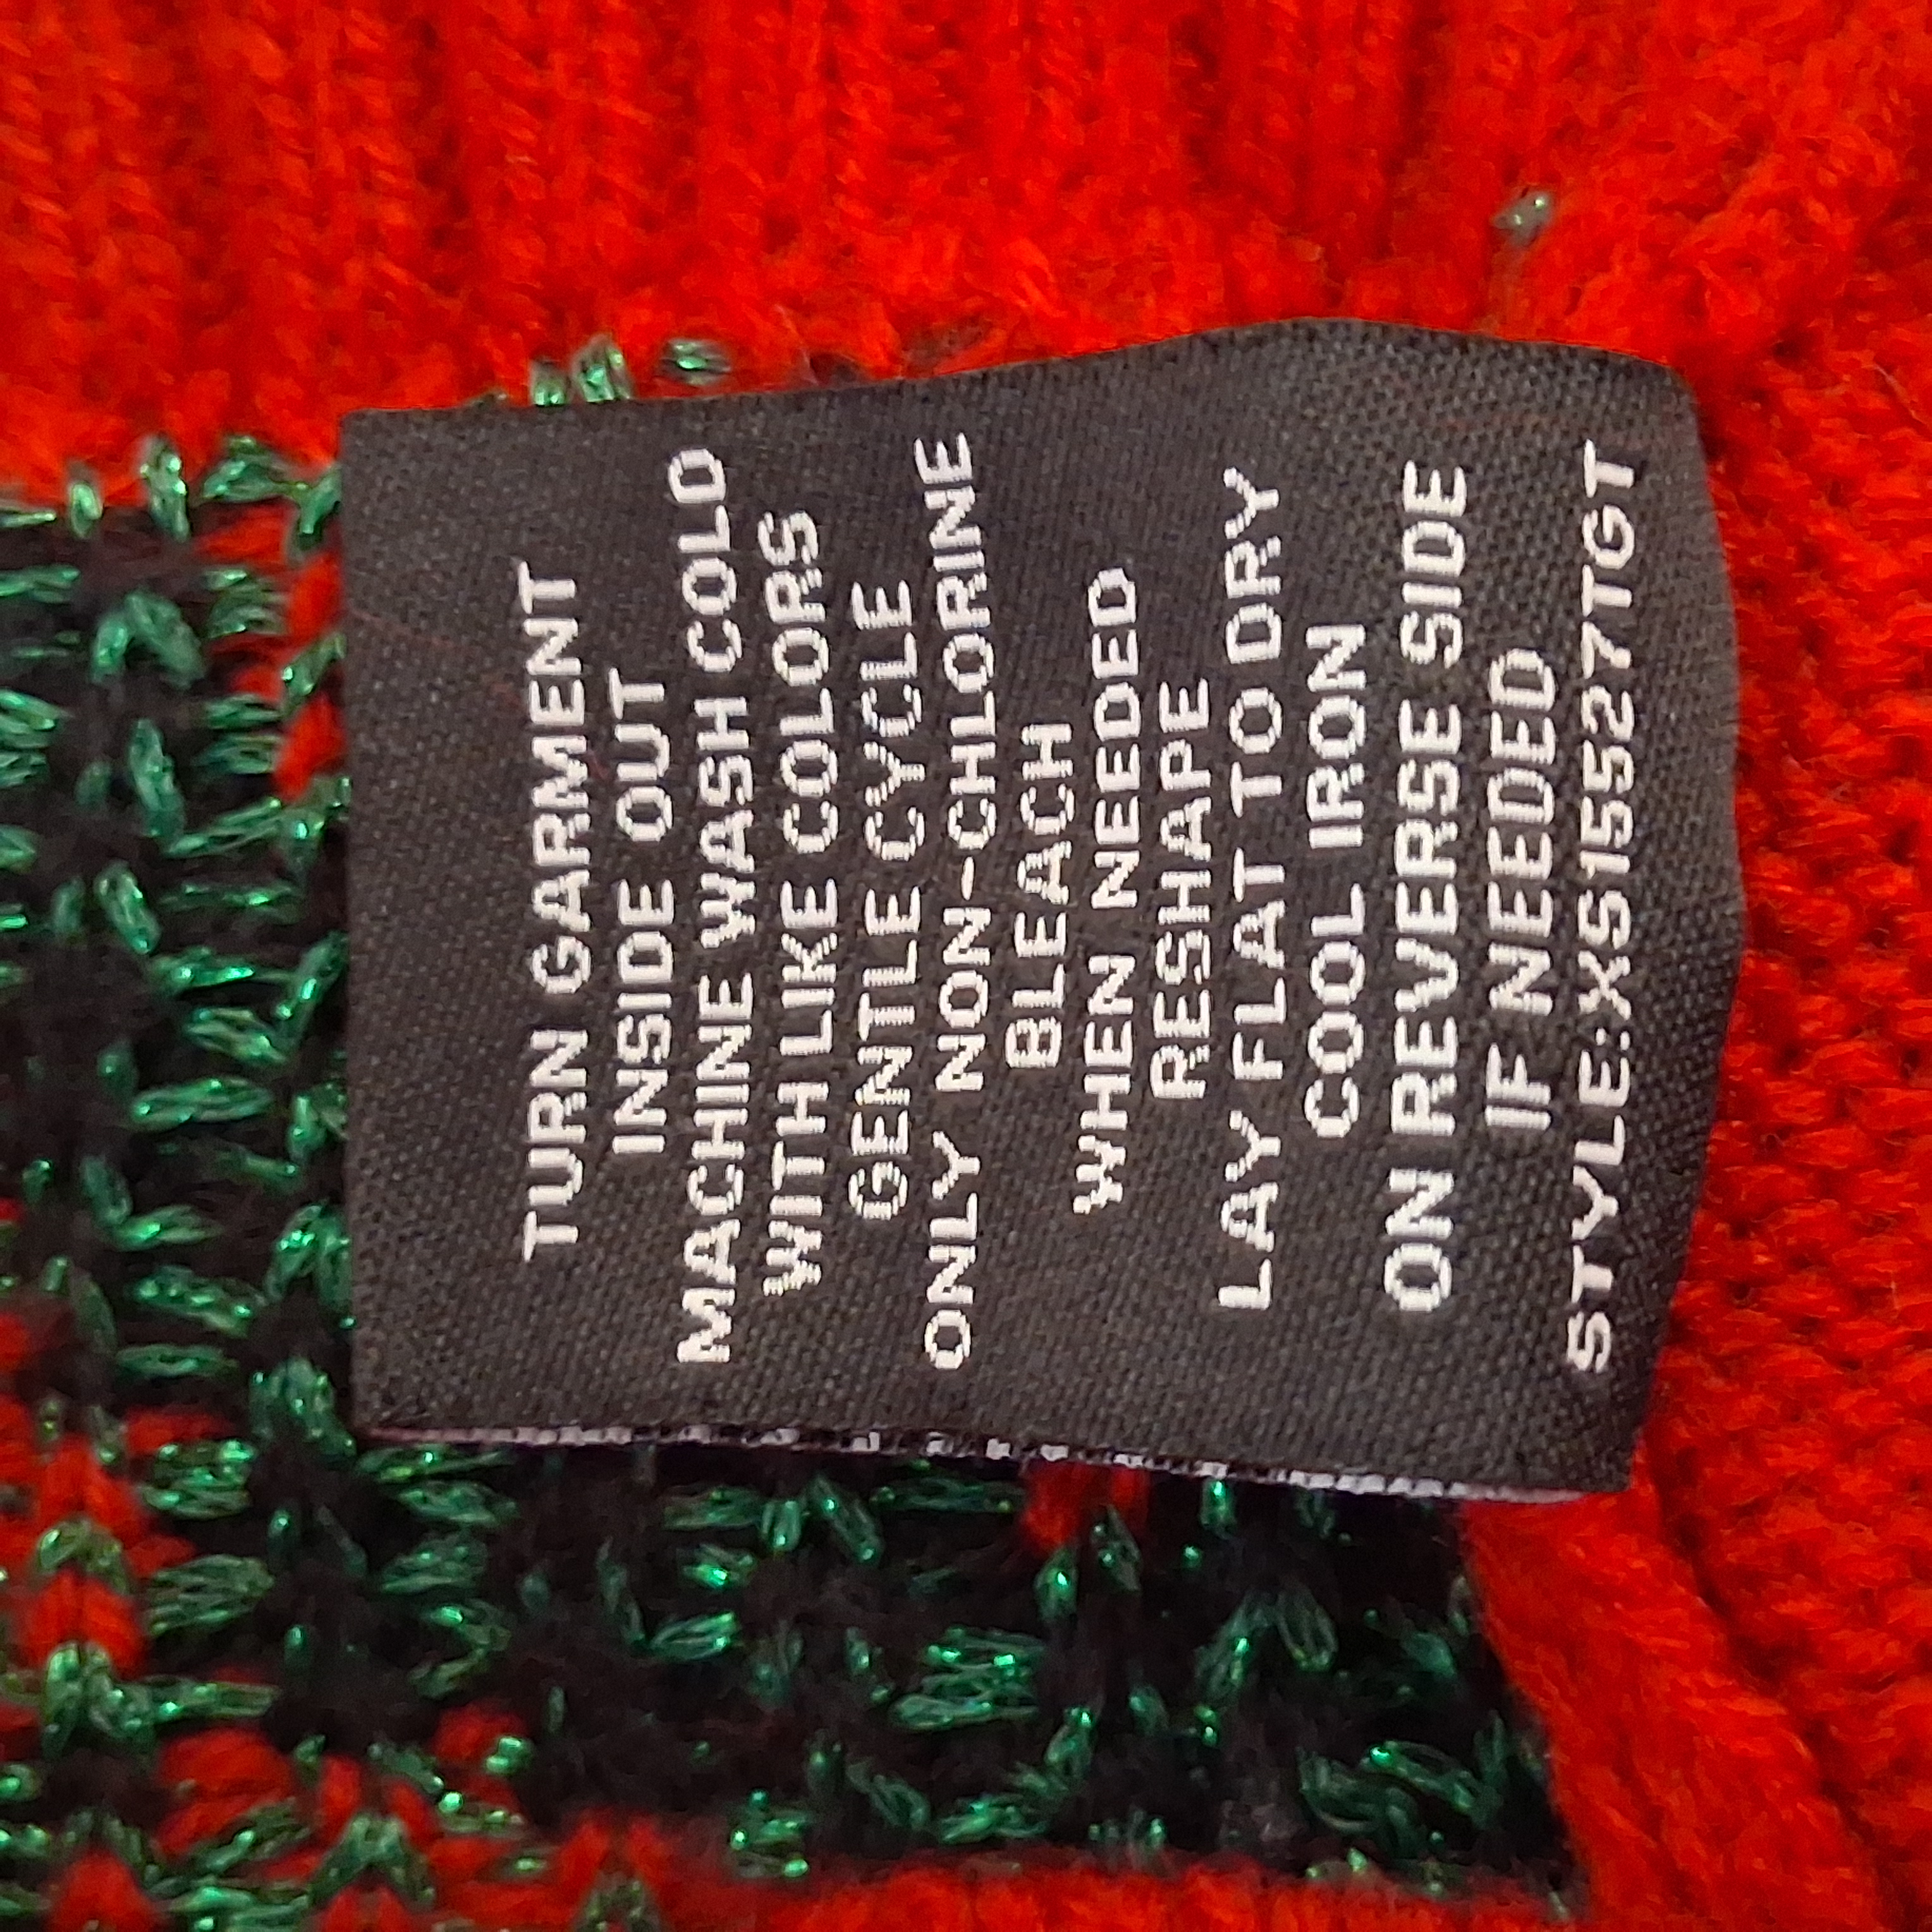 TURN GARMENT
INSIDE OUT
MACHINE WASH COLD
WITH LIKE COLORS
GENTLE CYCLE
ONLY NON-CHLORINE
BLEACH
WHEN NEEDED
RESHAPE
LAY FLAT TO DRY
COOL IRON
ON REVERSE SIDE
IF NEEDED
STYLE:XS15527TGT